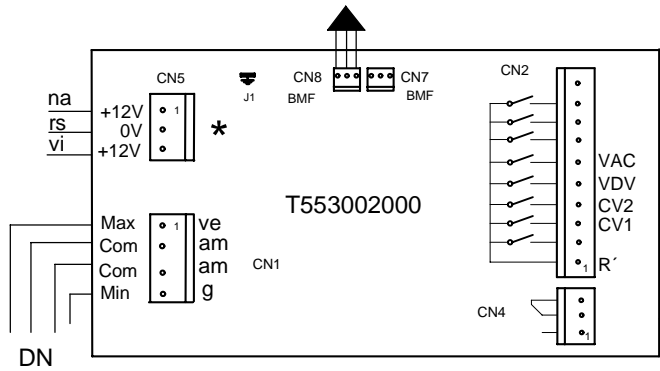 CN5
J1
CN8
BMF
CN7
BMF
CN2
na
rs
vi
+12V
0V
+12V
1
*
T553002000
VAC
VDV
CV2
CV1
1
R´
Max
Com
Com
Min
1
ve
am
am
g
CN1
CN4
1
DN